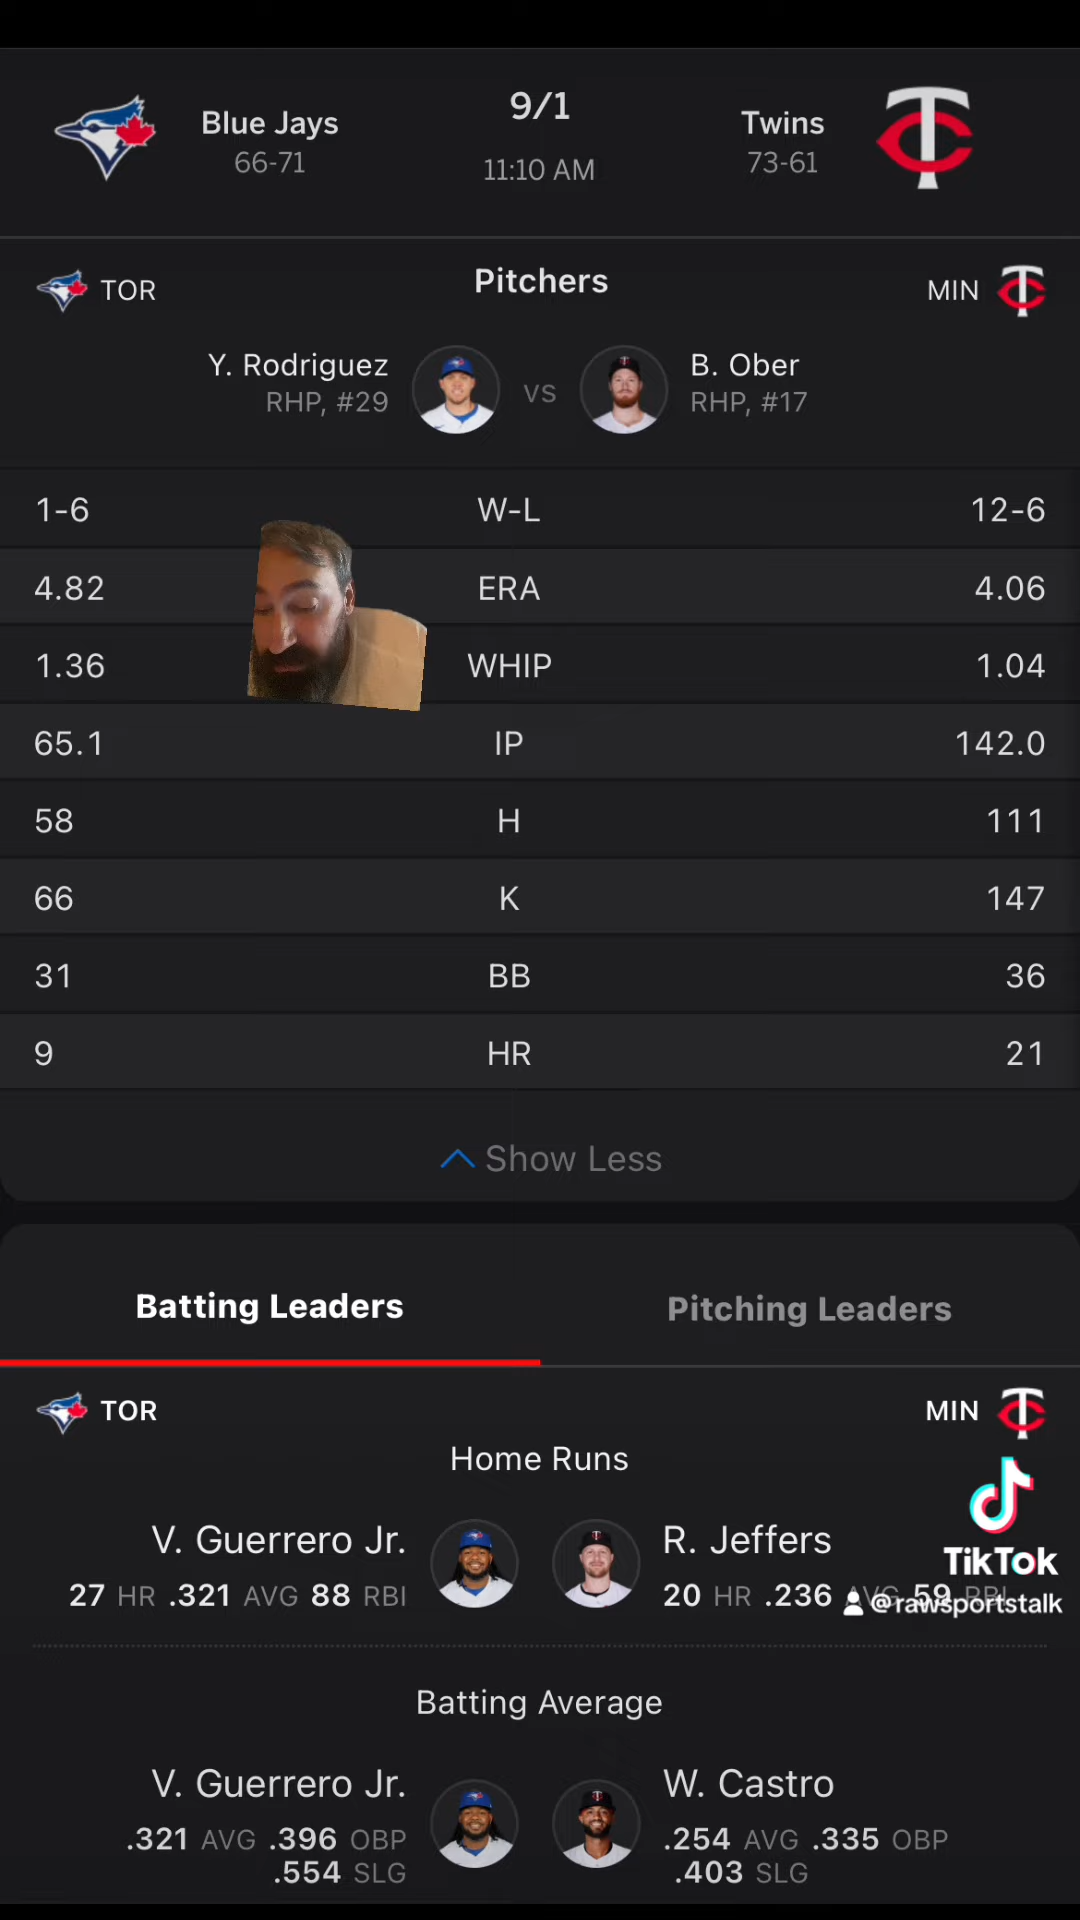 Blue Jays
66-71
9/1
11:10 AM
Twins
73-61
TOR
Pitchers
MIN
Y. Rodriguez
RHP, #29
vs
B. Ober
RHP, #17
1-6 W-L 12-6
4.82 ERA 4.06
1.36 WHIP 1.04
65.1 IP 142.0
58 H 111
66 K 147
31 BB 36
9 HR 21
Show Less
Batting Leaders
Pitching Leaders
TOR
MIN
Home Runs
V. Guerrero Jr.
27 HR .321 AVG 88 RBI
R. Jeffers
20 HR .236 AVG 59 RBI
TikTok
@rawsportstalk
Batting Average
V. Guerrero Jr.
.321 AVG .396 OBP
.554 SLG
W. Castro
.254 AVG .335 OBP
.403 SLG